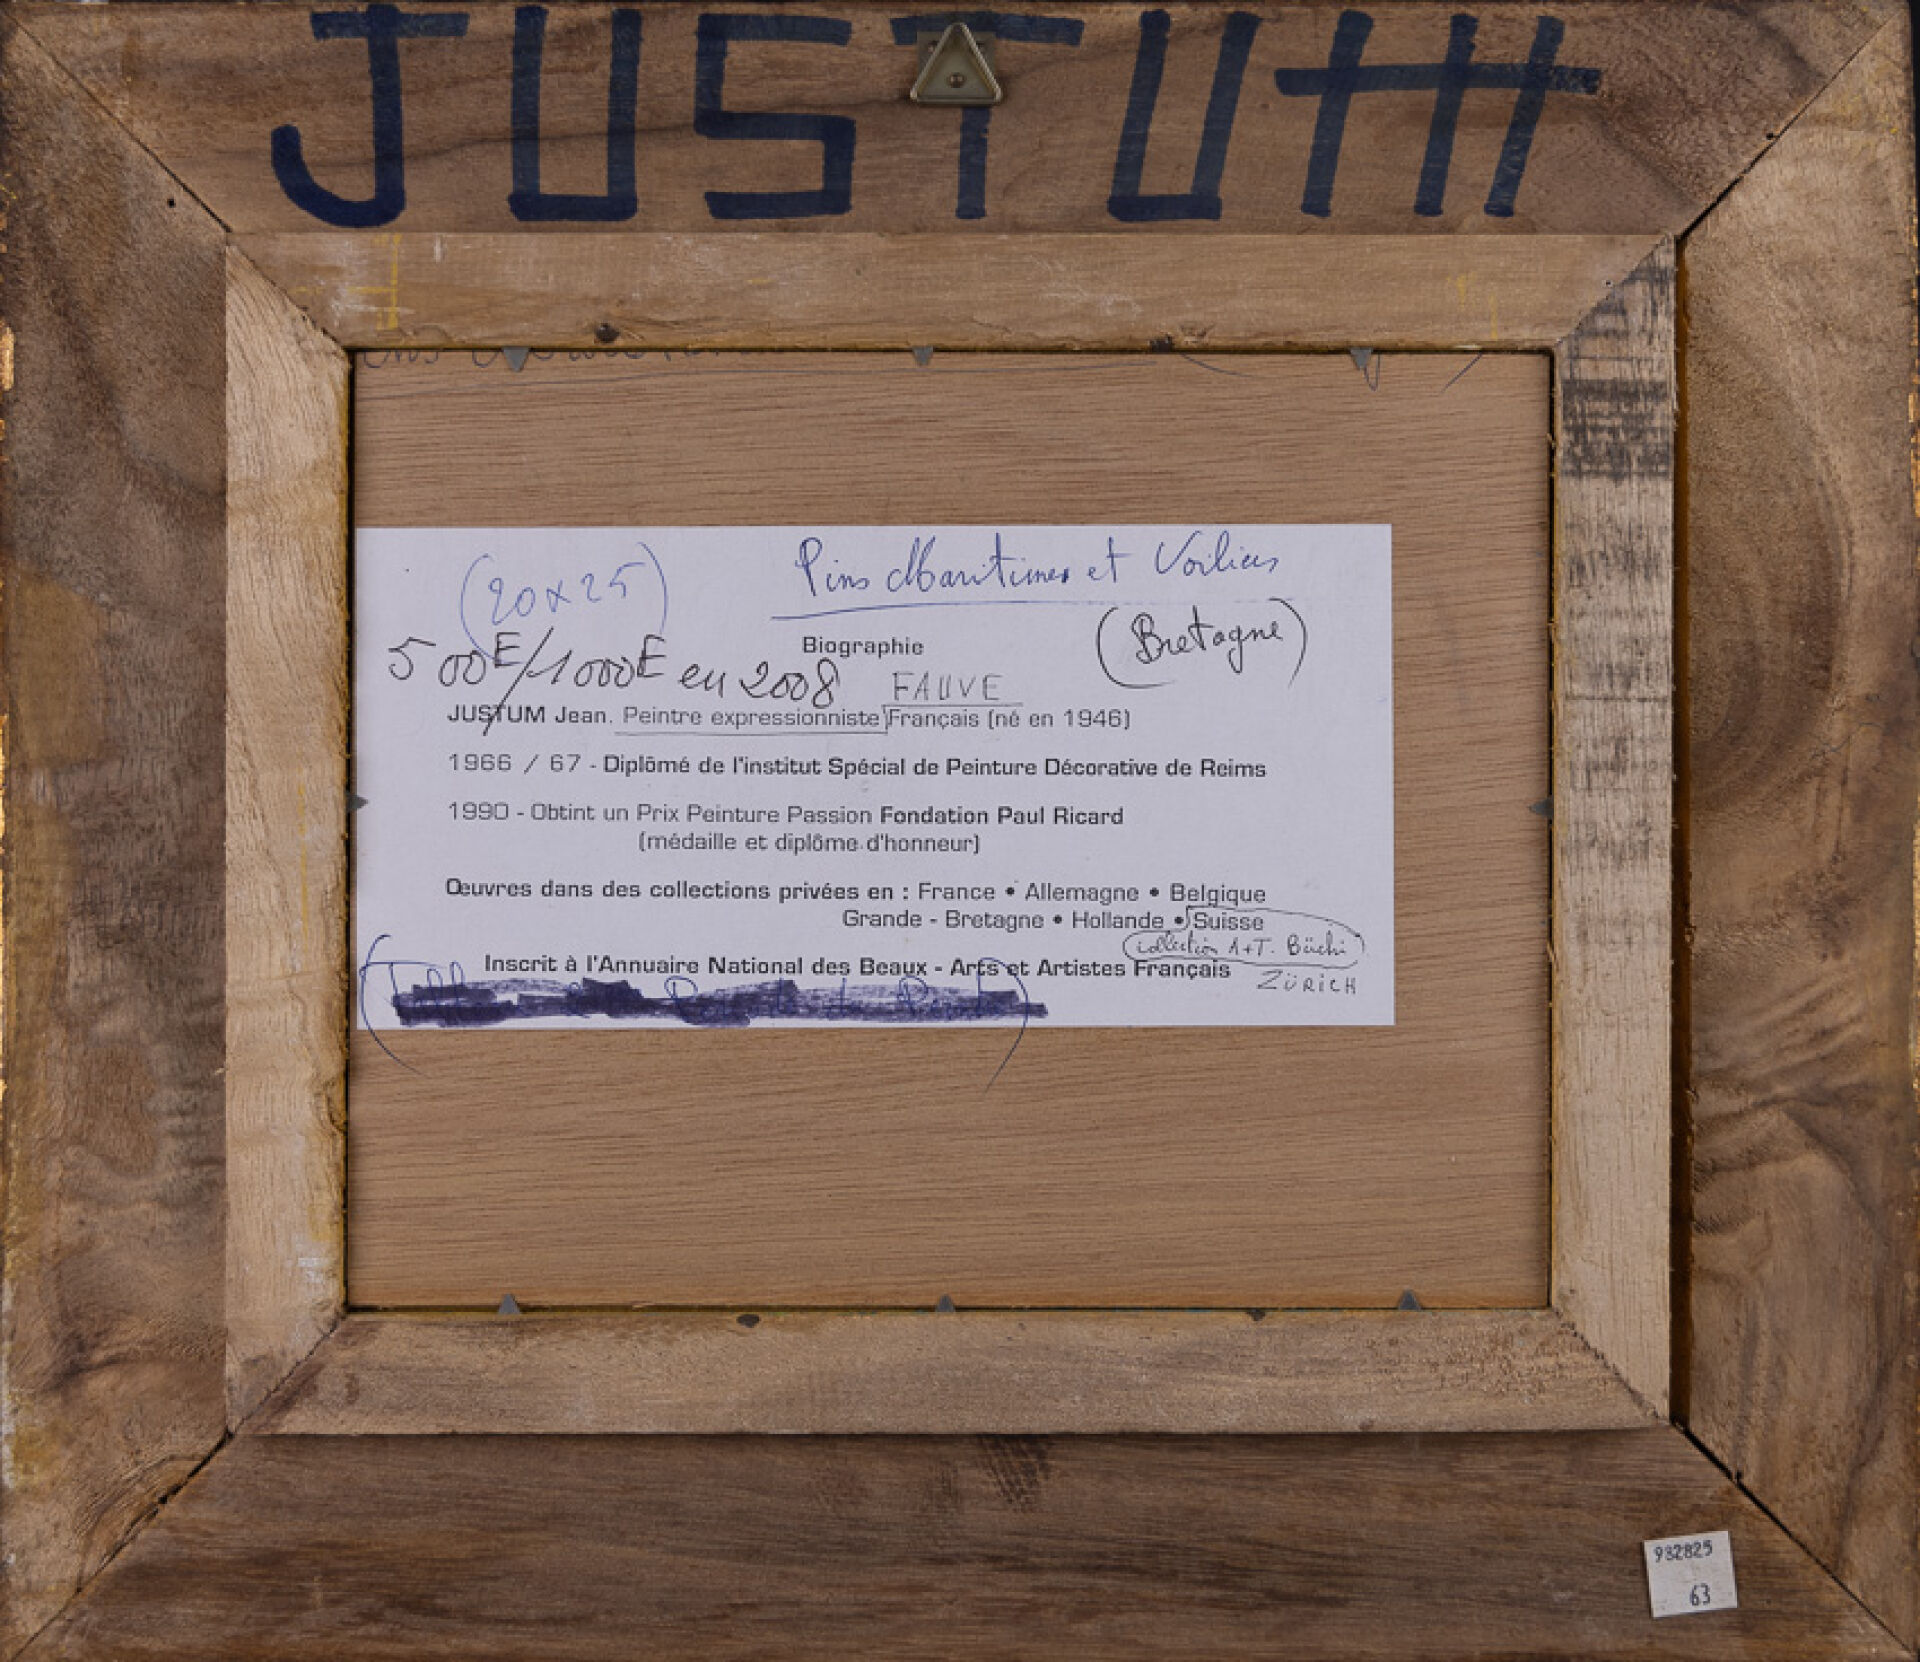 JUSTUM
(20x25)
Pins Maritimes et Voiliers
(Bretagne)
Biographie
500E/1000E en 2008
FAUVE
JUSTUM Jean. Peintre expressionniste Français (né en 1946)
1966 / 67 - Diplômé de l'institut Spécial de Peinture Décorative de Reims
1990 - Obtint un Prix Peinture Passion Fondation Paul Ricard
(médaille et diplôme d'honneur)
Œuvres dans des collections privées en : France • Allemagne • Belgique
Grande - Bretagne • Hollande • Suisse
collection A+T. Büchi
ZÜRICH
Inscrit à l'Annuaire National des Beaux - Arts et Artistes Français
982825
63